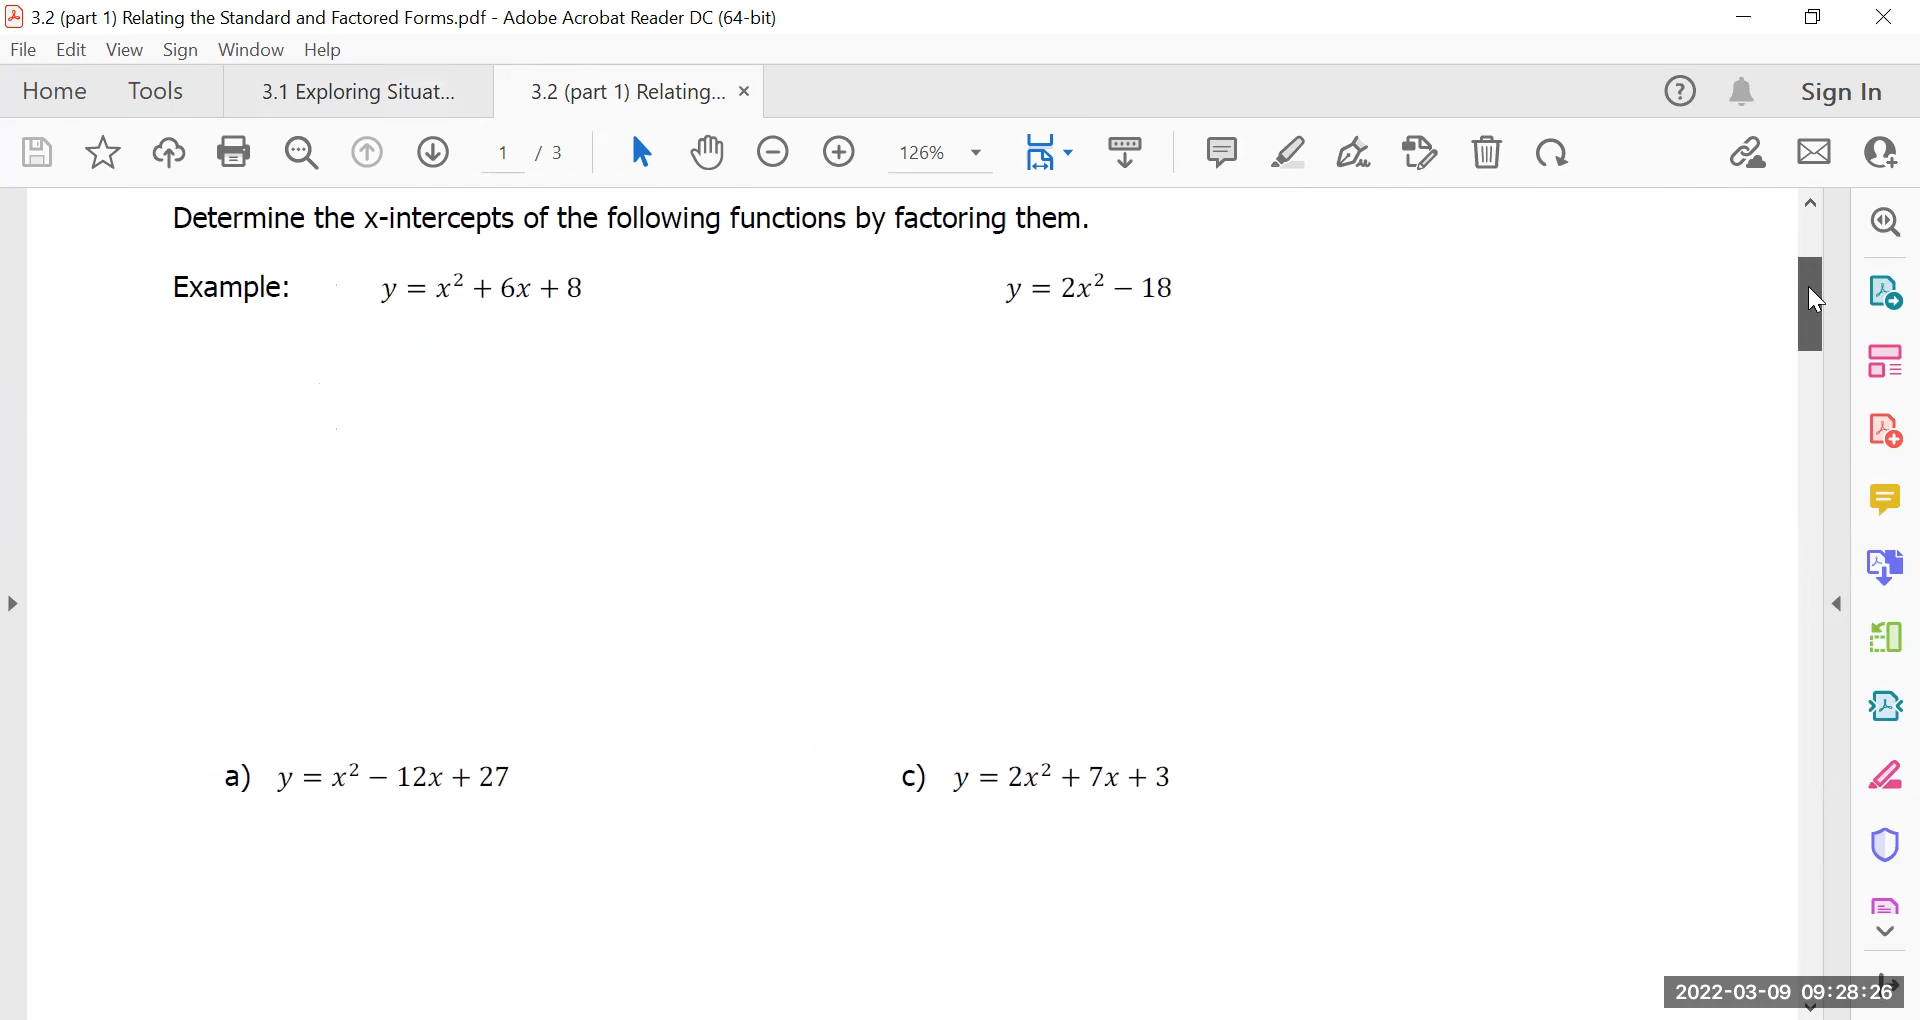 3.2 (part 1) Relating the Standard and Factored Forms.pdf - Adobe Acrobat Reader DC (64-bit)
File Edit View Sign Window Help
Home Tools 3.1 Exploring Situat... 3.2 (part 1) Relating... × Sign In
1 / 3 126%
Determine the x-intercepts of the following functions by factoring them.
Example: y = x² + 6x + 8 y = 2x² − 18
a) y = x² − 12x + 27 c) y = 2x² + 7x + 3
2022-03-09 09:28:26